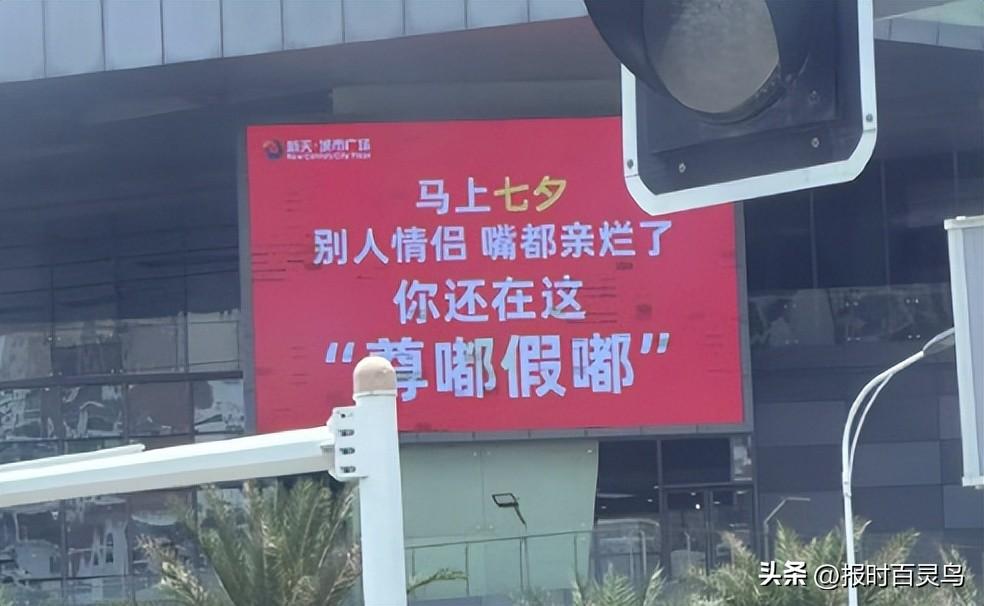 新天·城市广场
马上七夕
别人情侣 嘴都亲烂了
你还在这
“尊嘟假嘟”
头条 @报时百灵鸟